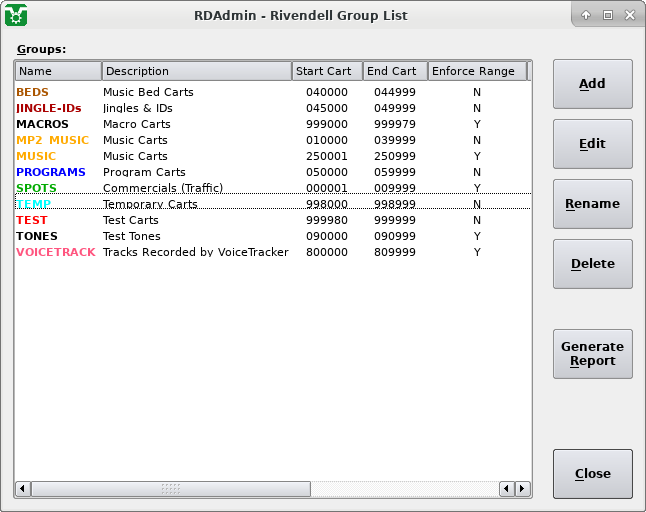 RDAdmin - Rivendell Group List
Groups:
Name Description Start Cart End Cart Enforce Range
BEDS Music Bed Carts 040000 044999 N
JINGLE-IDs Jingles & IDs 045000 049999 N
MACROS Macro Carts 999000 999979 Y
MP2_MUSIC Music Carts 010000 039999 N
MUSIC Music Carts 250001 250999 Y
PROGRAMS Program Carts 050000 059999 N
SPOTS Commercials (Traffic) 000001 009999 Y
TEMP Temporary Carts 998000 998999 N
TEST Test Carts 999980 999999 N
TONES Test Tones 090000 090999 Y
VOICETRACK Tracks Recorded by VoiceTracker 800000 809999 Y
Add
Edit
Rename
Delete
Generate
Report
Close